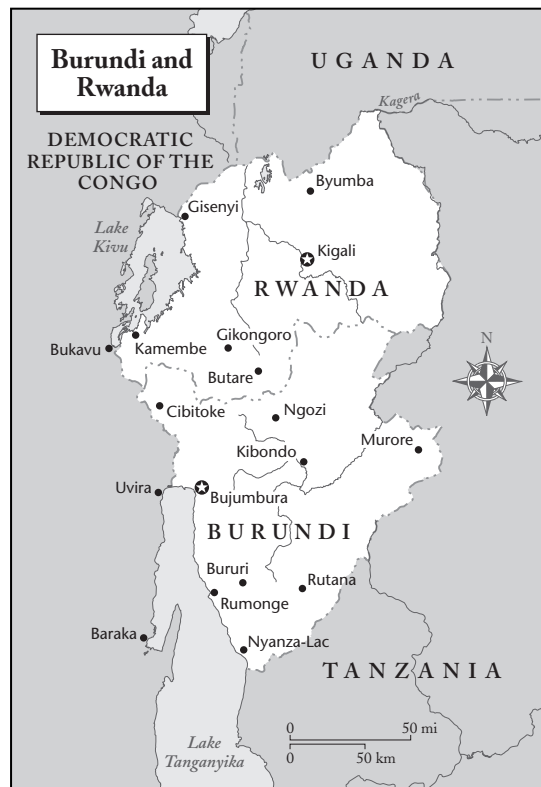 Burundi and
Rwanda
UGANDA
Kagera
DEMOCRATIC
REPUBLIC OF THE
CONGO
Byumba
Gisenyi
Lake
Kivu
Kigali
RWANDA
N
Gikongoro
Bukavu
Kamembe
Butare
Cibitoke
Ngozi
Murore
Kibondo
Uvira
Bujumbura
BURUNDI
Bururi
Rutana
Rumonge
Baraka
Nyanza-Lac
TANZANIA
0 50 mi
0 50 km
Lake
Tanganyika